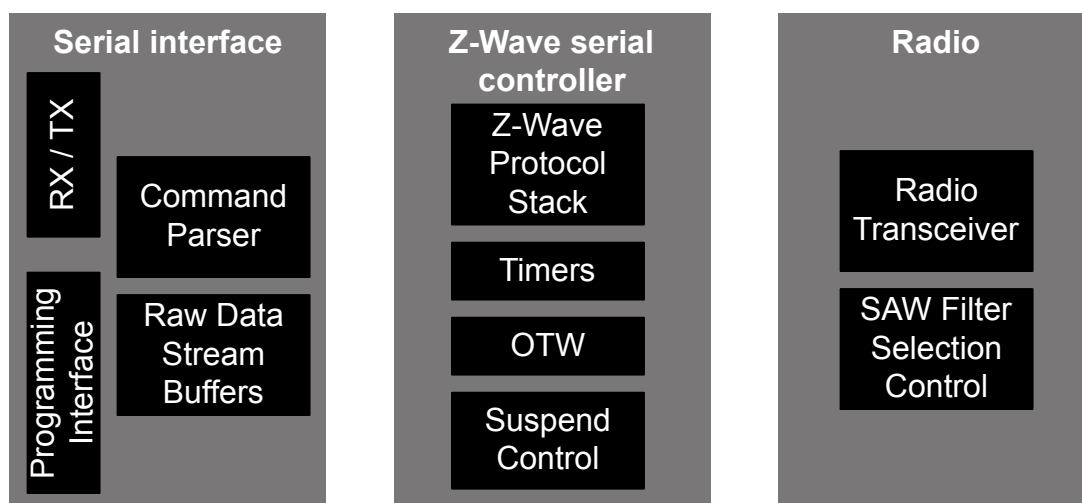 Serial interface
RX / TX
Command
Parser
Programming
Interface
Raw Data
Stream
Buffers
Z-Wave serial
controller
Z-Wave
Protocol
Stack
Timers
OTW
Suspend
Control
Radio
Radio
Transceiver
SAW Filter
Selection
Control